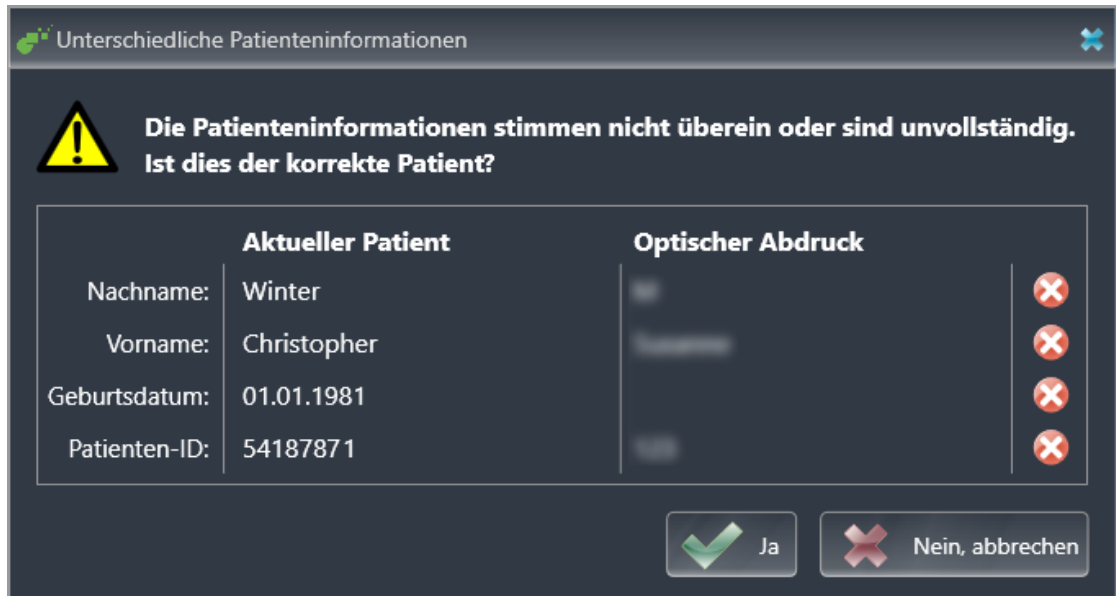 Unterschiedliche Patienteninformationen
Die Patienteninformationen stimmen nicht überein oder sind unvollständig.
Ist dies der korrekte Patient?
Aktueller Patient Optischer Abdruck
Nachname: Winter
Vorname: Christopher
Geburtsdatum: 01.01.1981
Patienten-ID: 54187871
Ja Nein, abbrechen